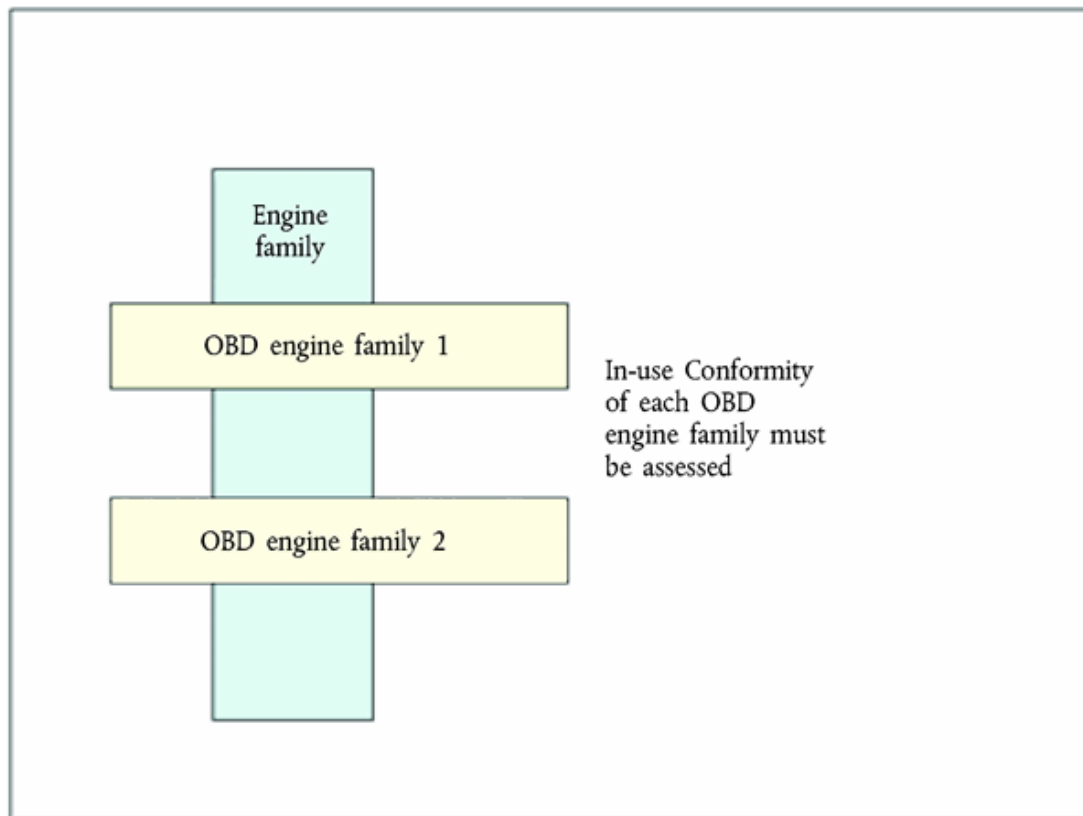 Engine
family
OBD engine family 1
In-use Conformity
of each OBD
engine family must
be assessed
OBD engine family 2